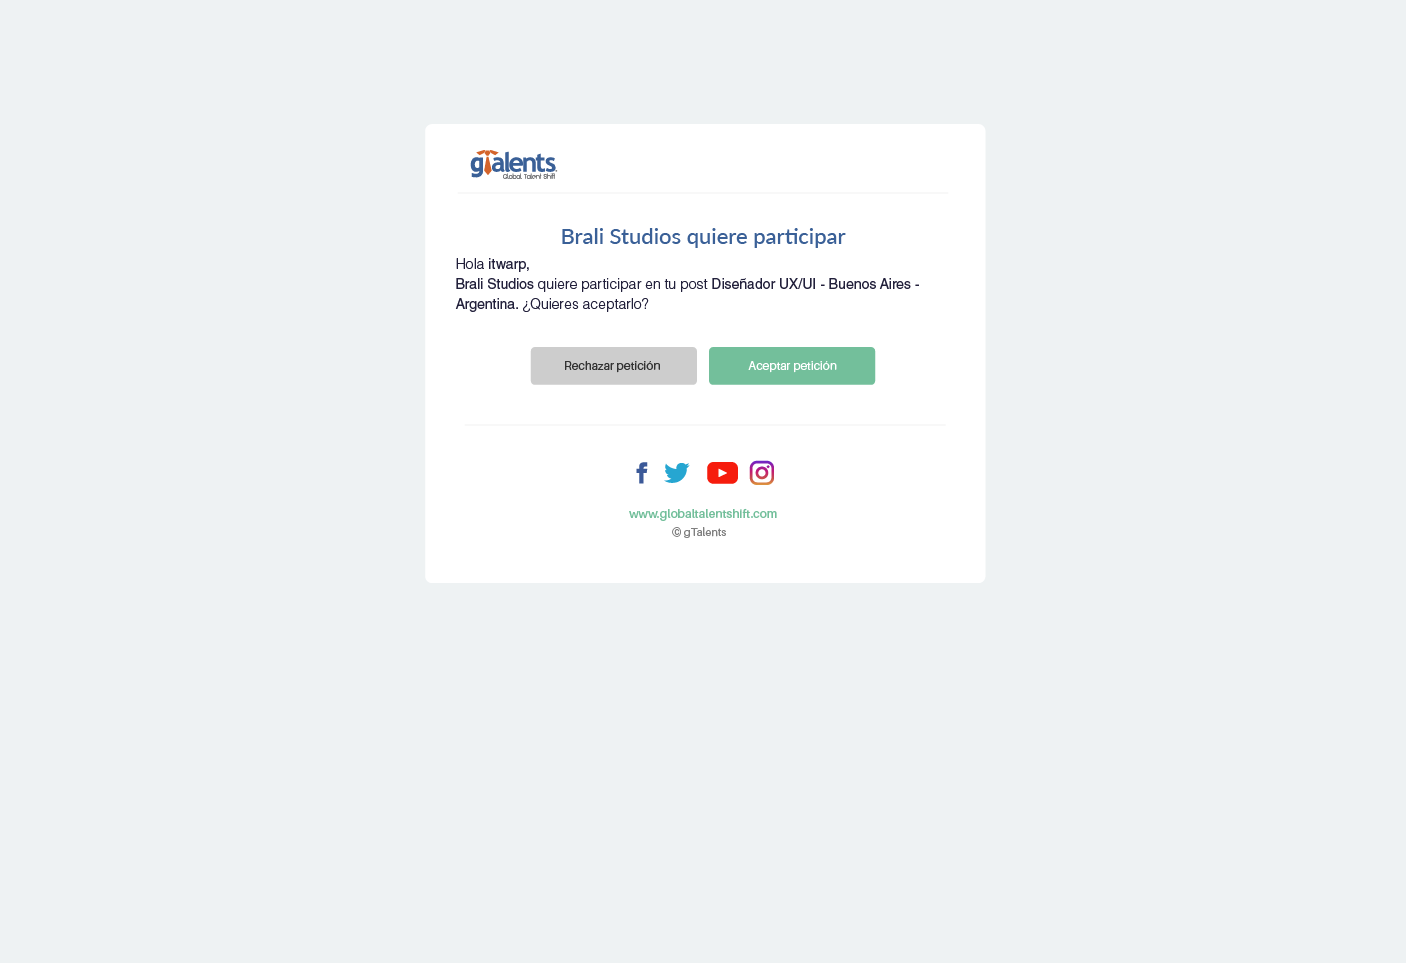 gTalents
Global Talent Shift
Brali Studios quiere participar
Hola itwarp,
Brali Studios quiere participar en tu post Diseñador UX/UI - Buenos Aires -
Argentina. ¿Quieres aceptarlo?
Rechazar petición Aceptar petición
www.globaltalentshift.com
© gTalents